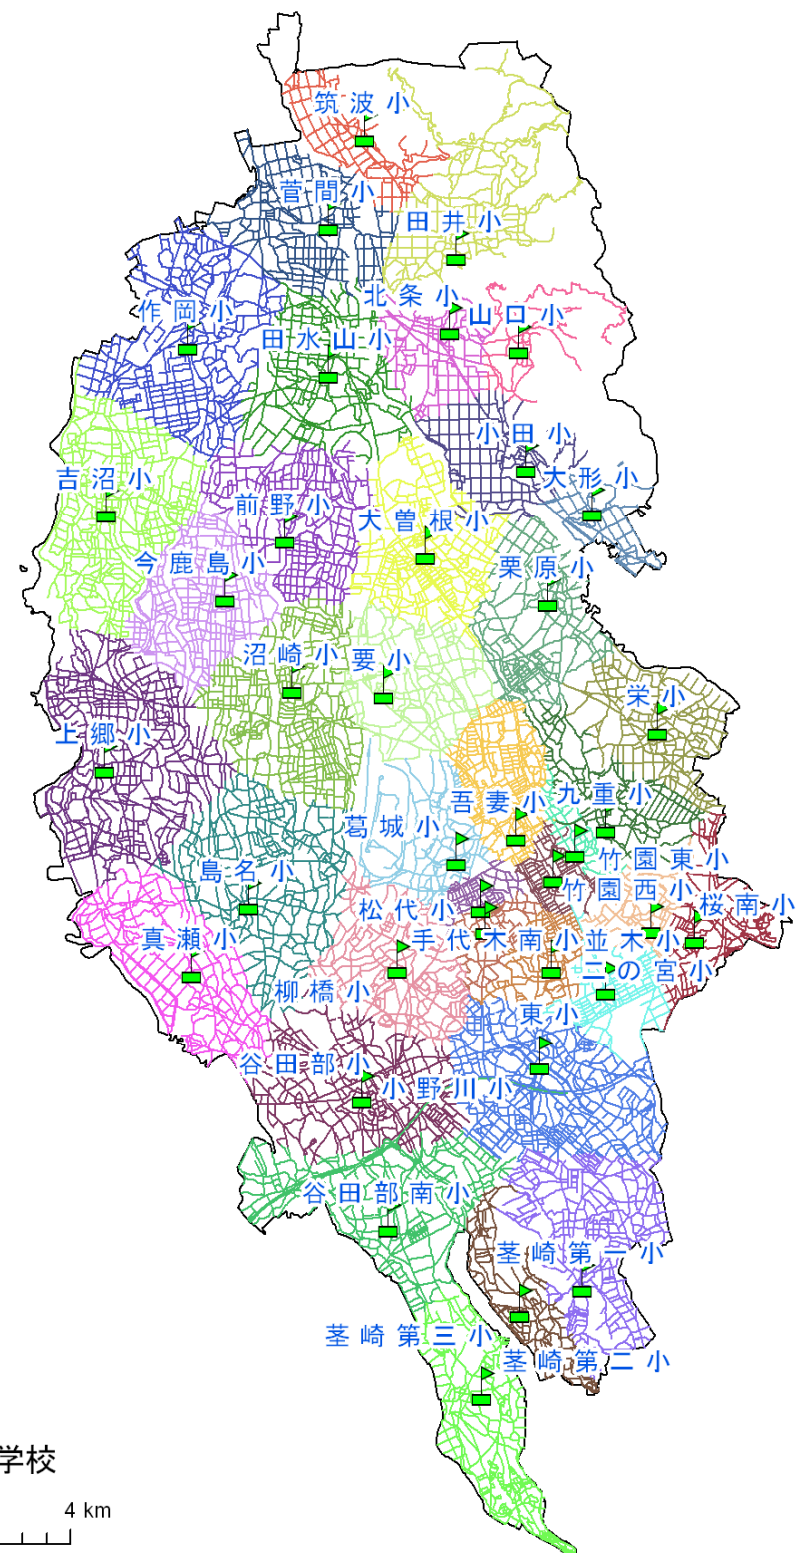 筑波小
菅間小
田井小
北条小
作岡小
山口小
田水山小
小田小
吉沼小
大形小
前野小
大曽根小
今鹿島小
栗原小
沼崎小
要小
栄小
上郷小
吾妻小
九重小
葛城小
竹園東小
島名小
竹園西小
松代小
桜南小
真瀬小
手代木南小
並木小
二の宮小
柳橋小
東小
谷田部小
小野川小
谷田部南小
茎崎第一小
茎崎第三小
茎崎第二小
学校
4 km